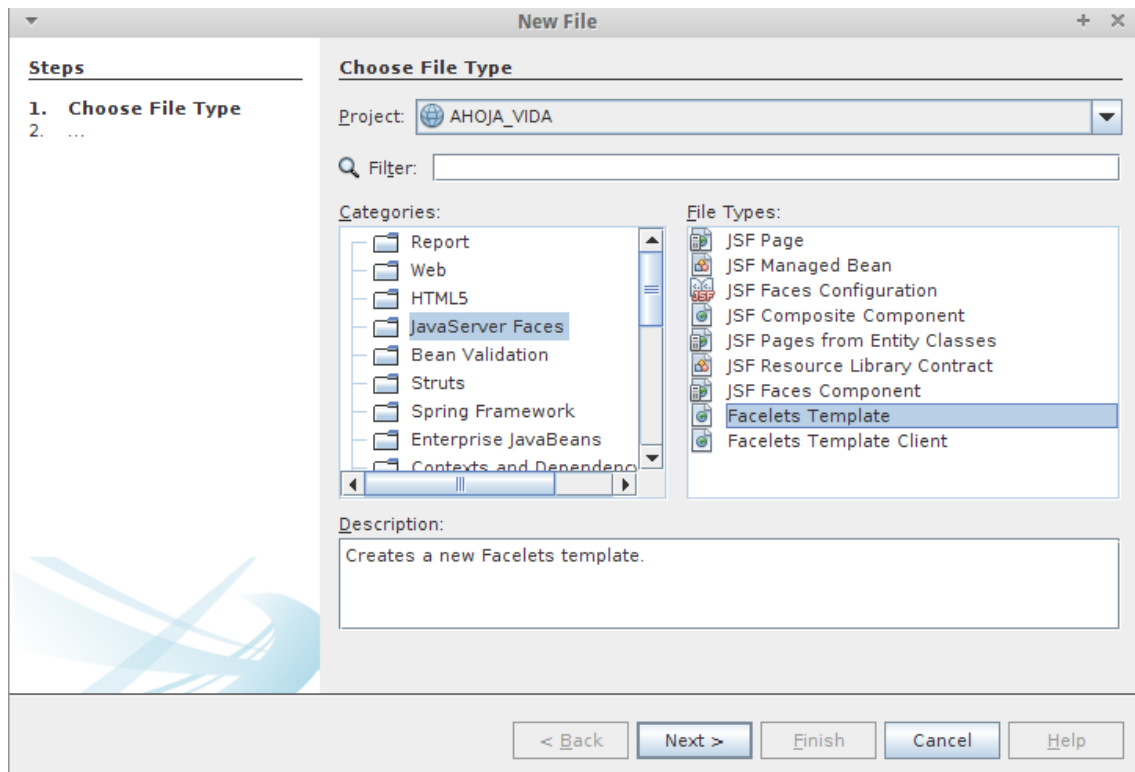 New File
Steps
1. Choose File Type
2. ...
Choose File Type
Project: AHOJA_VIDA
Filter:
Categories:
Report
Web
HTML5
JavaServer Faces
Bean Validation
Struts
Spring Framework
Enterprise JavaBeans
Contexts and Dependency
File Types:
JSF Page
JSF Managed Bean
JSF Faces Configuration
JSF Composite Component
JSF Pages from Entity Classes
JSF Resource Library Contract
JSF Faces Component
Facelets Template
Facelets Template Client
Description:
Creates a new Facelets template.
< Back Next > Finish Cancel Help